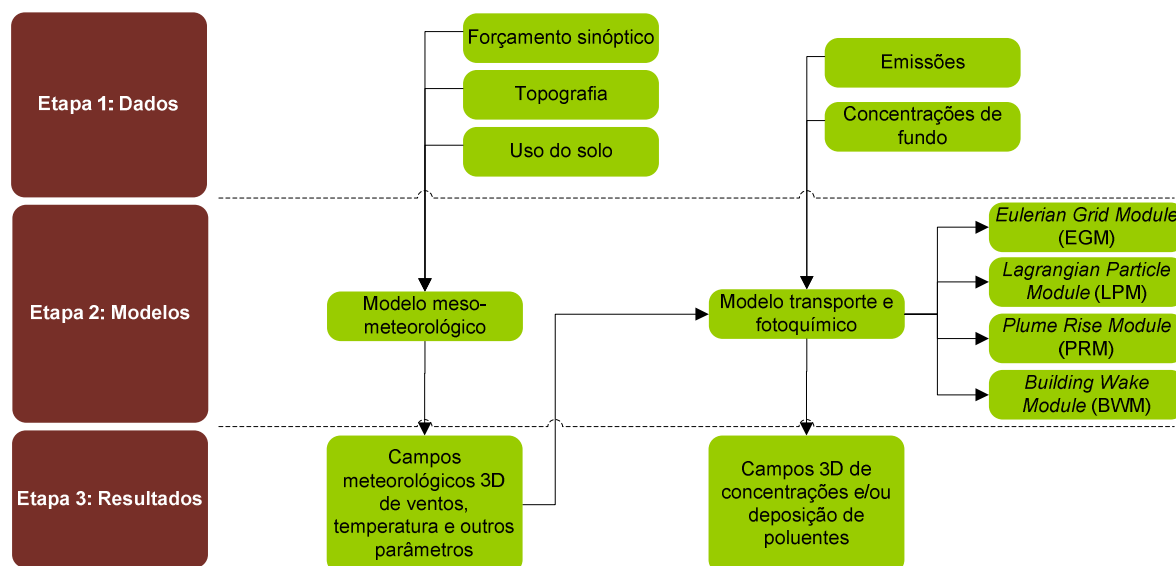 Etapa 1: Dados
Forçamento sinóptico
Topografia
Uso do solo
Emissões
Concentrações de
fundo
Etapa 2: Modelos
Modelo meso-
meteorológico
Modelo transporte e
fotoquímico
Eulerian Grid Module
(EGM)
Lagrangian Particle
Module (LPM)
Plume Rise Module
(PRM)
Building Wake
Module (BWM)
Etapa 3: Resultados
Campos
meteorológicos 3D
de ventos,
temperatura e outros
parâmetros
Campos 3D de
concentrações e/ou
deposição de
poluentes